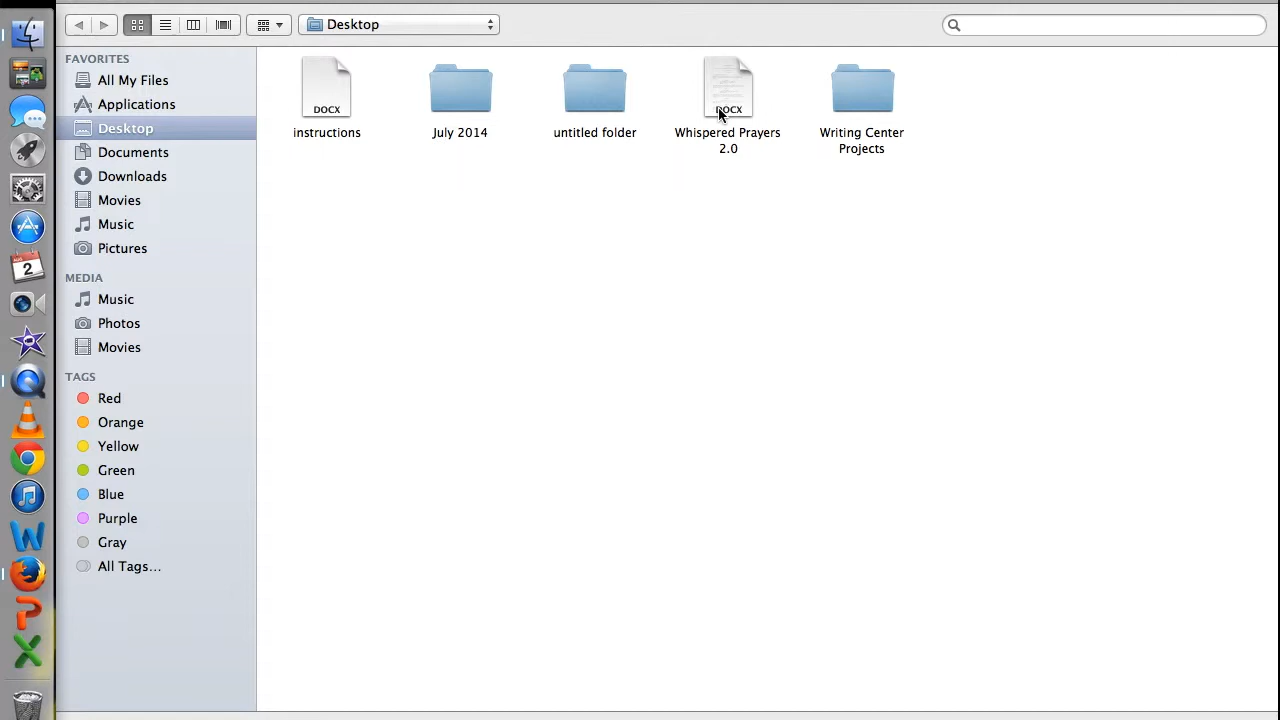 Desktop
FAVORITES
All My Files
Applications
Desktop
Documents
Downloads
Movies
Music
Pictures
MEDIA
Music
Photos
Movies
TAGS
Red
Orange
Yellow
Green
Blue
Purple
Gray
All Tags...
DOCX
instructions
July 2014
untitled folder
DOCX
Whispered Prayers
2.0
Writing Center
Projects
2